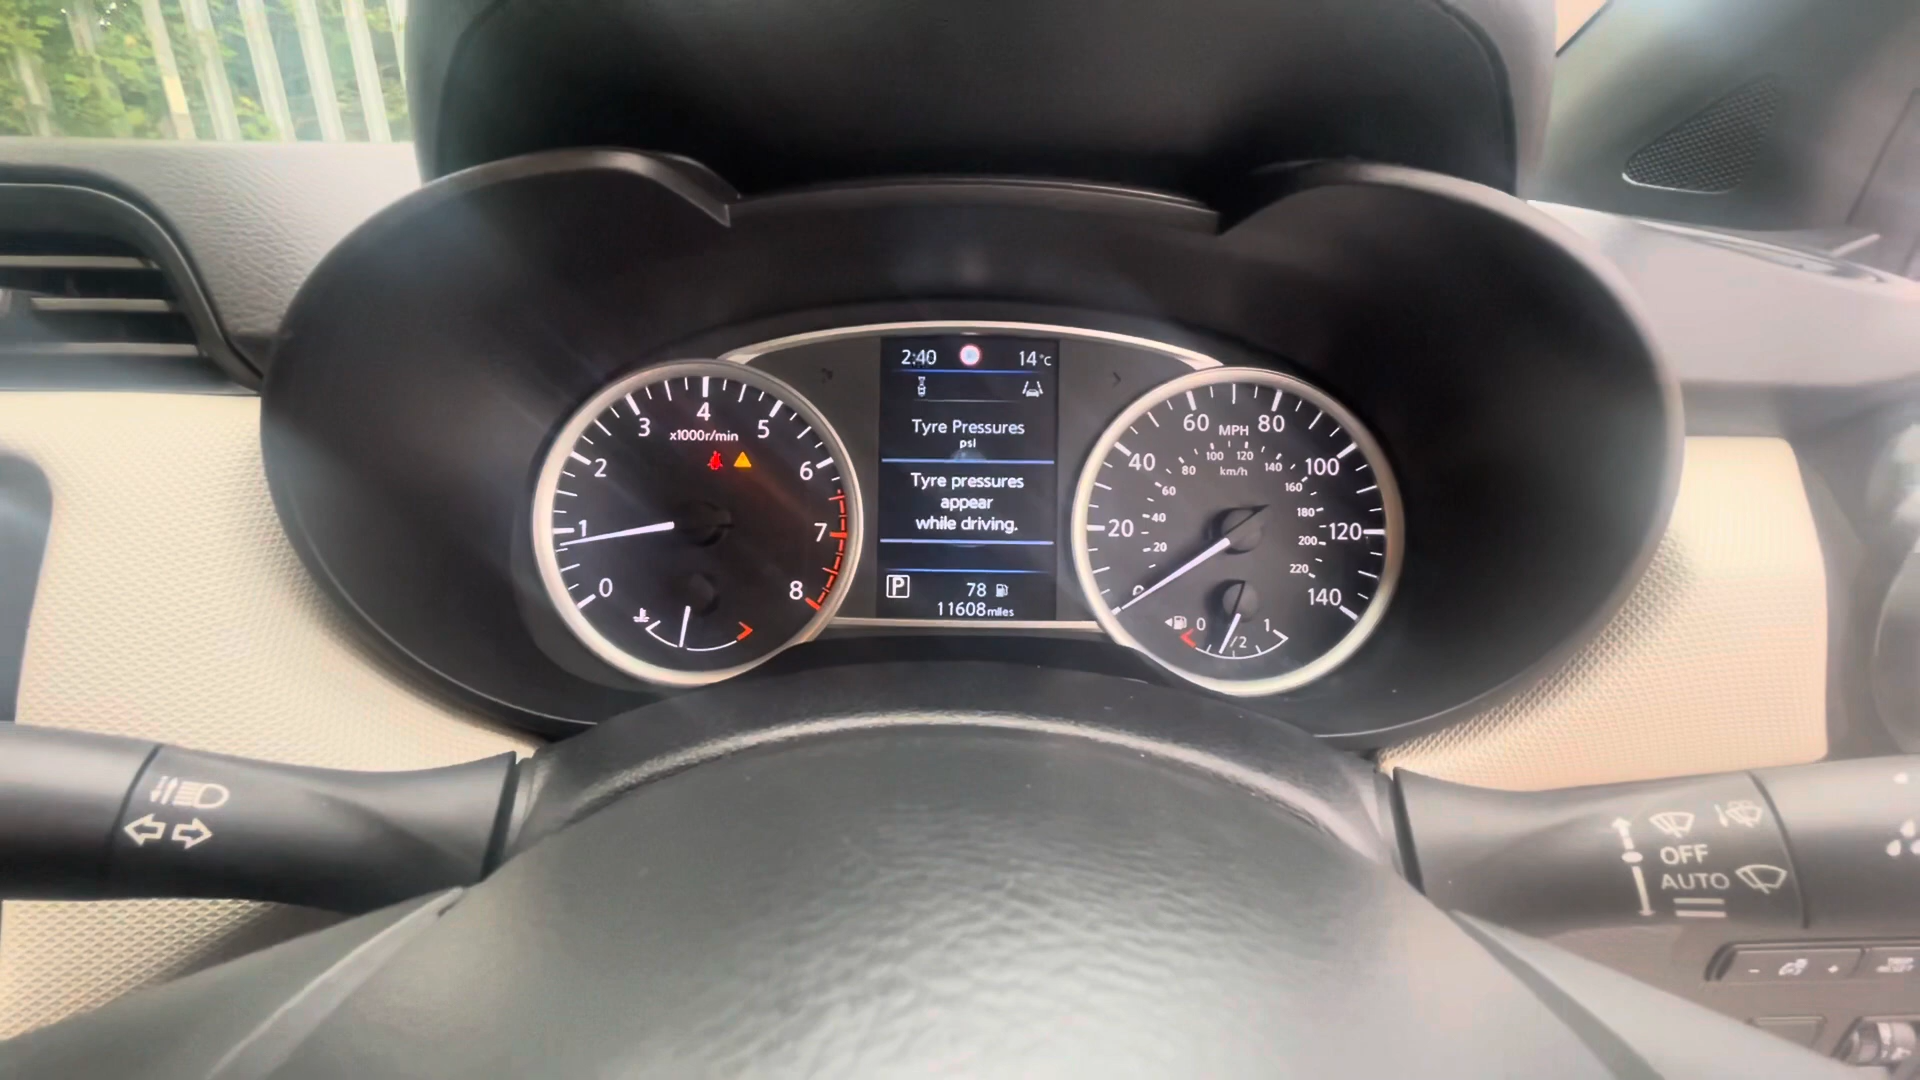 2:40
14°C
Tyre Pressures
psi
Tyre pressures
appear
while driving.
P
78
11608miles
0
1
2
3
4
5
6
7
8
x1000r/min
0
20
40
60
80
100
120
140
MPH
20
40
60
80
100
120
140
160
180
200
220
km/h
0
1/2
1
OFF
AUTO
- +